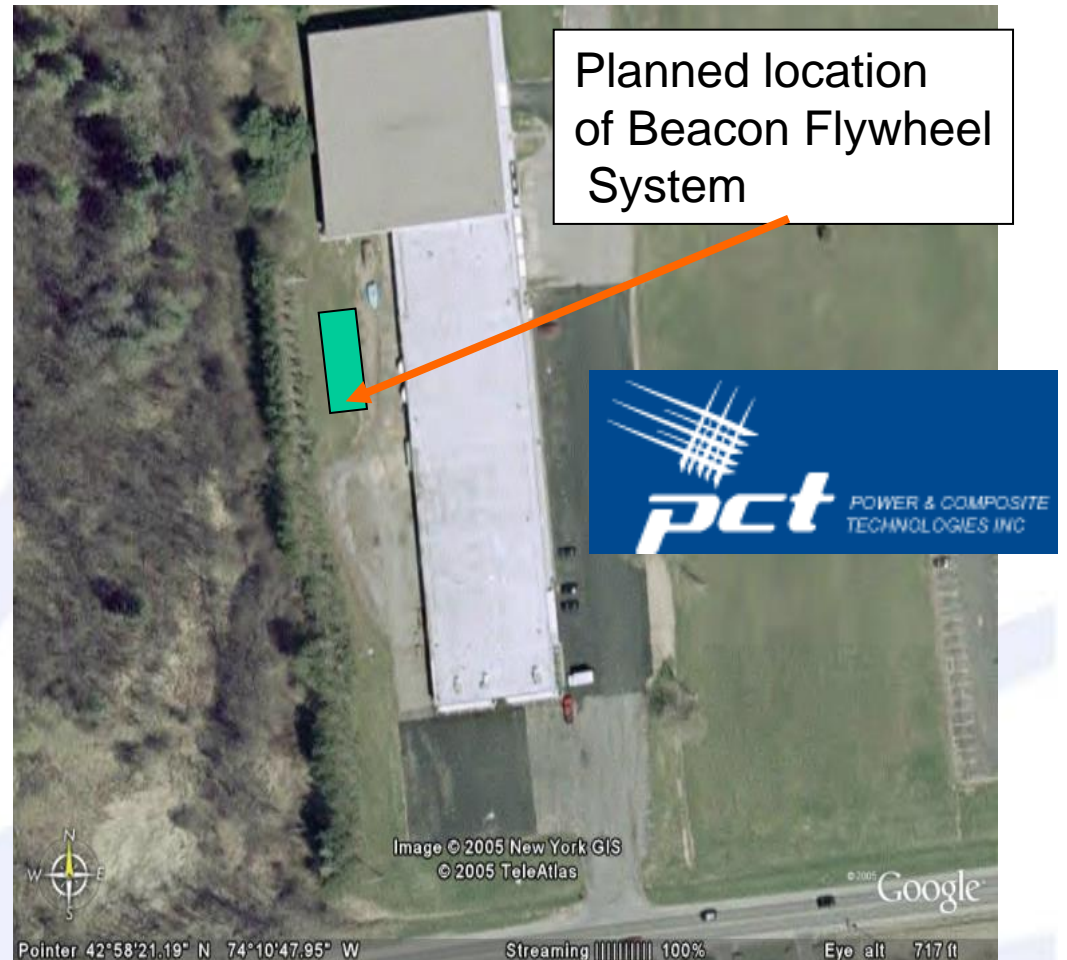 Planned location
of Beacon Flywheel
System
pct POWER & COMPOSITE
TECHNOLOGIES INC
N
W E
S
Image © 2005 New York GIS
© 2005 TeleAtlas
© 2005 Google
Pointer 42°58'21.19" N 74°10'47.95" W Streaming |||||||||| 100% Eye alt 717 ft